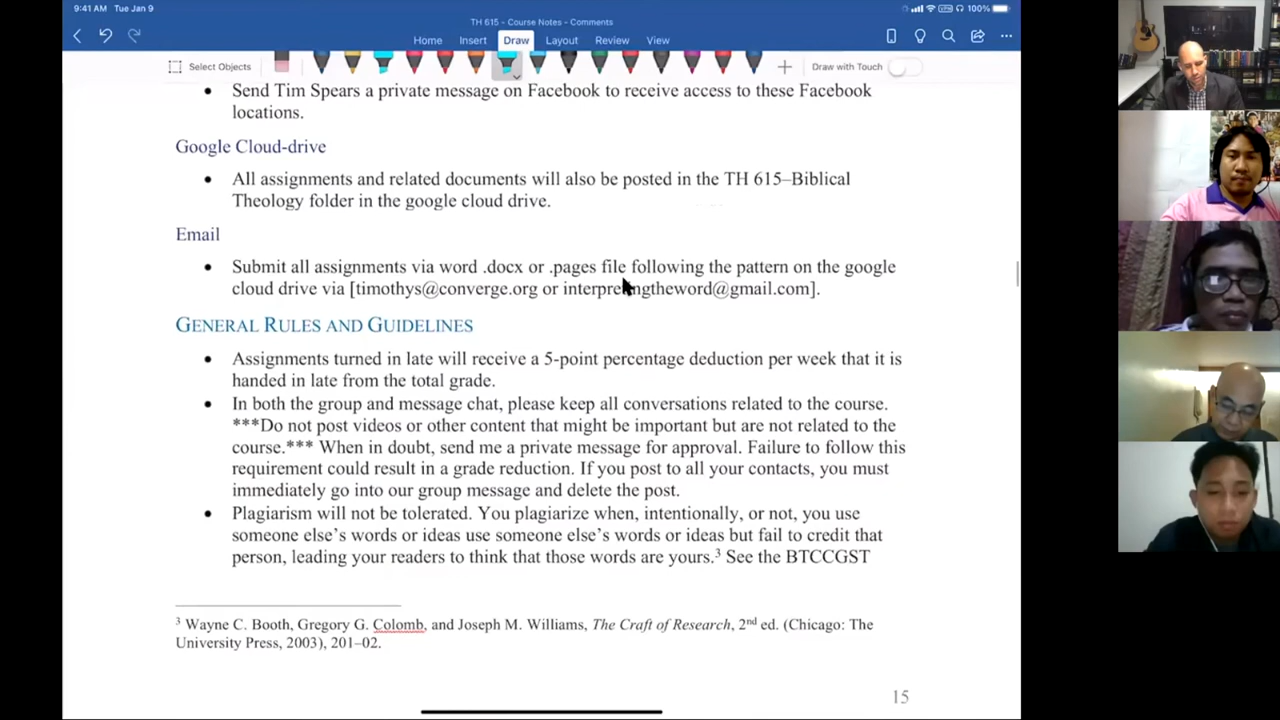 9:41 AM Tue Jan 9
100%
TH 615 - Course Notes - Comments
Home Insert Draw Layout Review View
Select Objects
Draw with Touch
• Send Tim Spears a private message on Facebook to receive access to these Facebook
locations.
Google Cloud-drive
• All assignments and related documents will also be posted in the TH 615–Biblical
Theology folder in the google cloud drive.
Email
• Submit all assignments via word .docx or .pages file following the pattern on the google
cloud drive via [timothys@converge.org or interpretingtheword@gmail.com].
GENERAL RULES AND GUIDELINES
• Assignments turned in late will receive a 5-point percentage deduction per week that it is
handed in late from the total grade.
• In both the group and message chat, please keep all conversations related to the course.
***Do not post videos or other content that might be important but are not related to the
course.*** When in doubt, send me a private message for approval. Failure to follow this
requirement could result in a grade reduction. If you post to all your contacts, you must
immediately go into our group message and delete the post.
• Plagiarism will not be tolerated. You plagiarize when, intentionally, or not, you use
someone else’s words or ideas use someone else’s words or ideas but fail to credit that
person, leading your readers to think that those words are yours.³ See the BTCCGST
³ Wayne C. Booth, Gregory G. Colomb, and Joseph M. Williams, The Craft of Research, 2nd ed. (Chicago: The
University Press, 2003), 201–02.
15